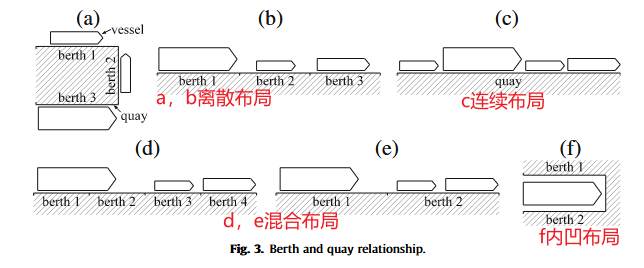 (a)
vessel
berth 1
berth 2
berth 3
quay
(b)
berth 1 berth 2 berth 3
a，b离散布局
(c)
quay
c连续布局
(d)
berth 1 berth 2 berth 3 berth 4
(e)
berth 1 berth 2
d，e混合布局
(f)
berth 1
berth 2
f内凹布局
Fig. 3. Berth and quay relationship.